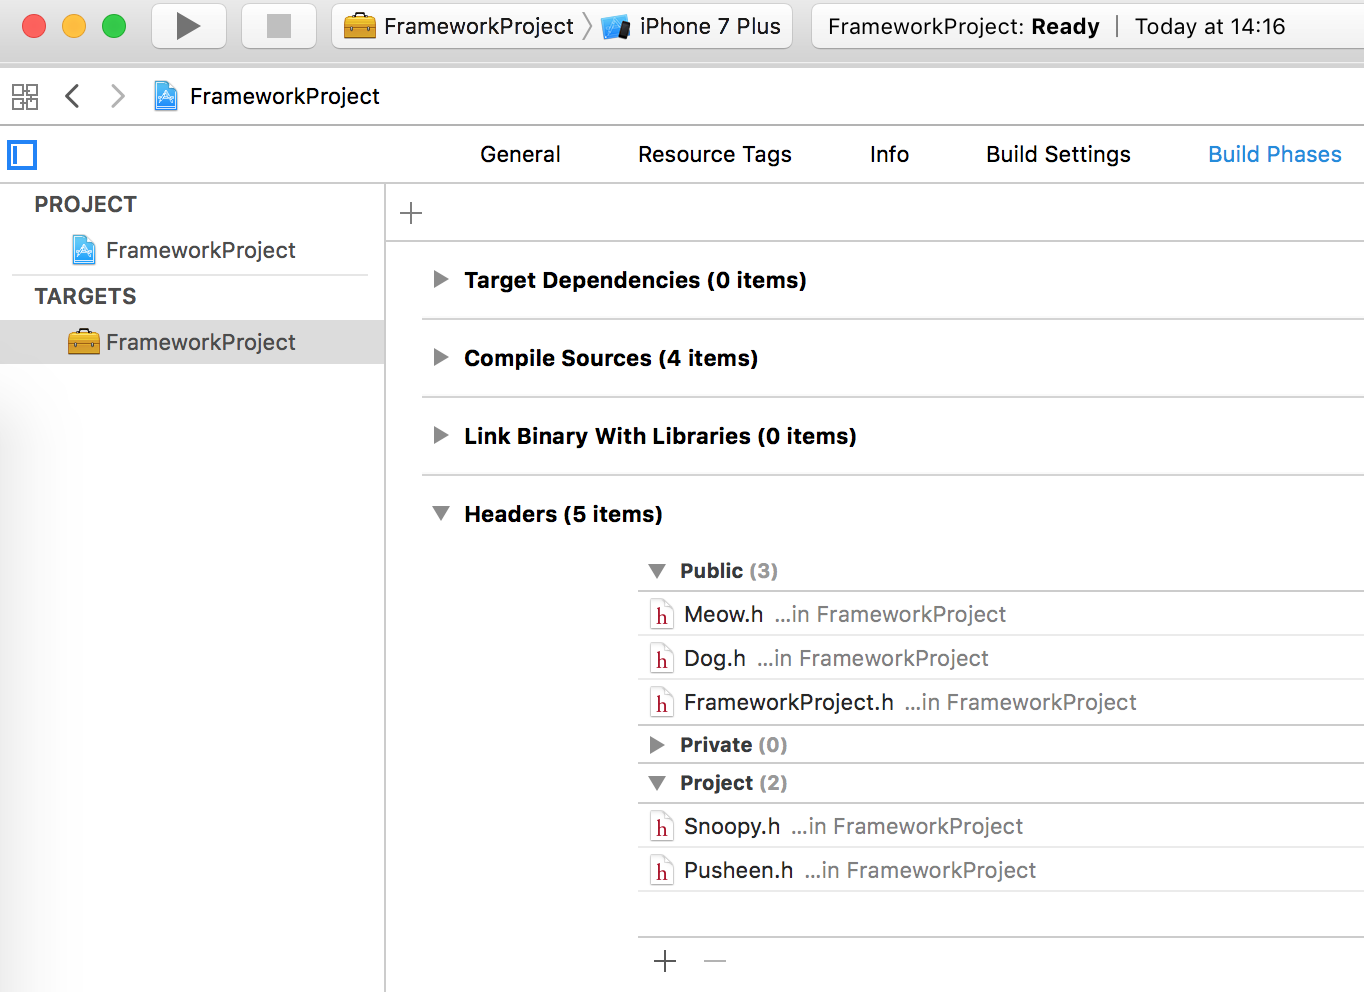 FrameworkProject iPhone 7 Plus FrameworkProject: Ready | Today at 14:16
FrameworkProject
General Resource Tags Info Build Settings Build Phases
PROJECT
FrameworkProject
TARGETS
FrameworkProject
Target Dependencies (0 items)
Compile Sources (4 items)
Link Binary With Libraries (0 items)
Headers (5 items)
Public (3)
h Meow.h ...in FrameworkProject
h Dog.h ...in FrameworkProject
h FrameworkProject.h ...in FrameworkProject
Private (0)
Project (2)
h Snoopy.h ...in FrameworkProject
h Pusheen.h ...in FrameworkProject